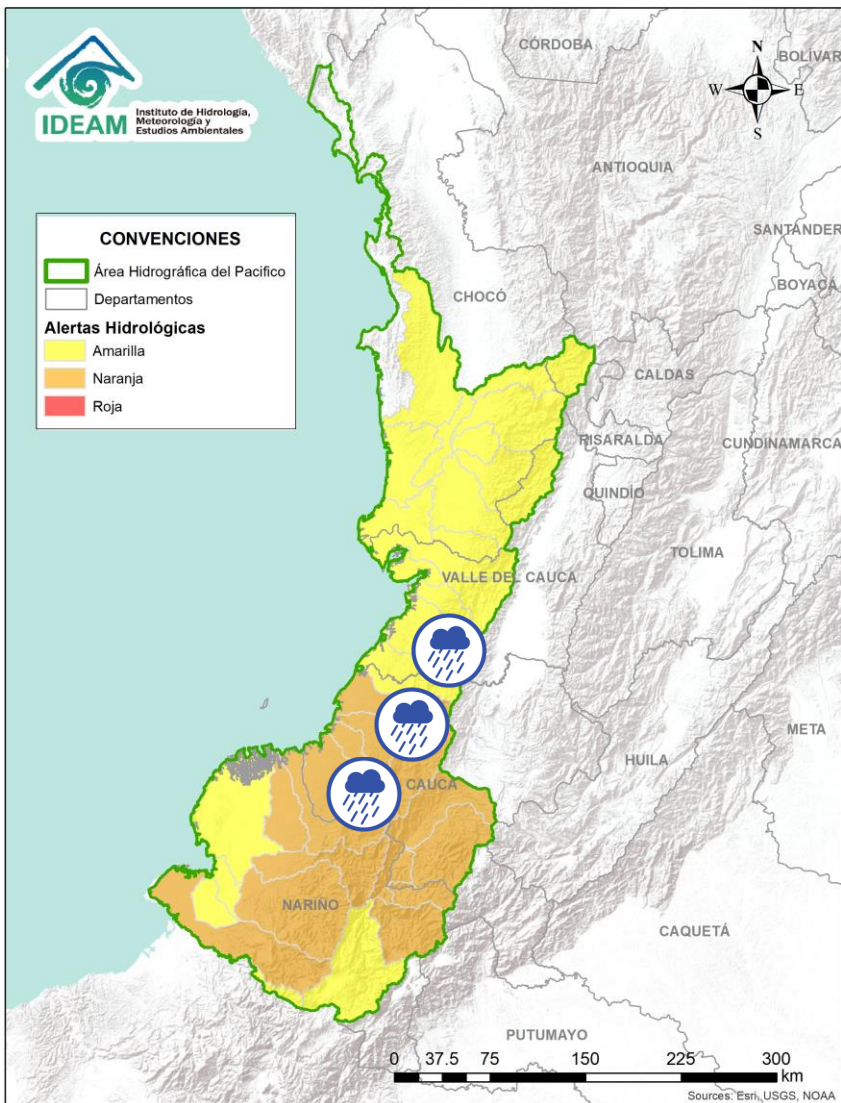 IDEAM
Instituto de Hidrología,
Meteorología y
Estudios Ambientales
CÓRDOBA
BOLÍVAR
N
W E
S
ANTIOQUIA
SANTANDER
BOYACÁ
CONVENCIONES
Área Hidrográfica del Pacifico
Departamentos
Alertas Hidrológicas
Amarilla
Naranja
Roja
CHOCÓ
CALDAS
RISARALDA
CUNDINAMARCA
QUINDÍO
TOLIMA
VALLE DEL CAUCA
META
HUILA
CAUCA
NARIÑO
CAQUETÁ
PUTUMAYO
0 37.5 75 150 225 300
km
Sources: Esri, USGS, NOAA